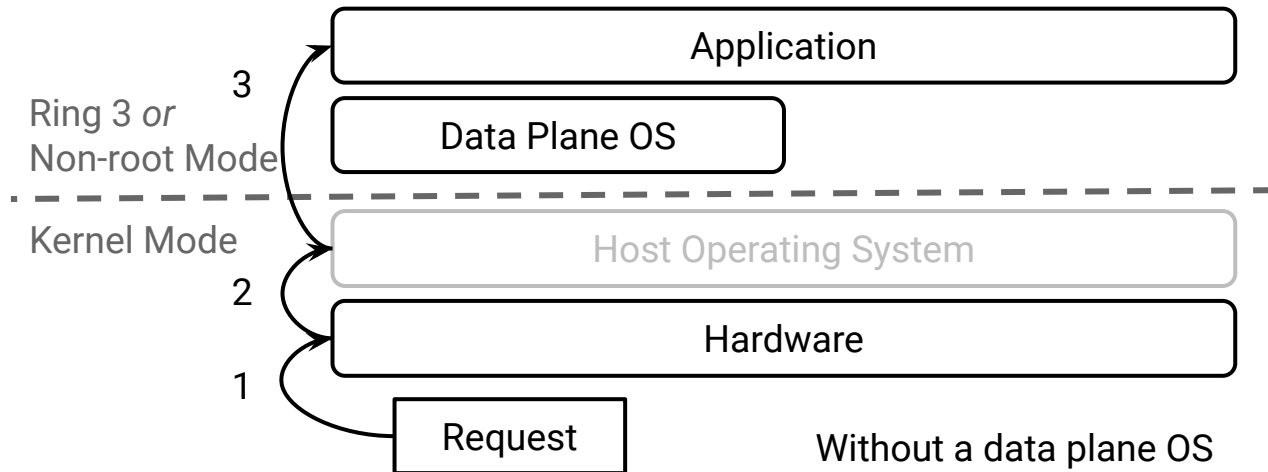 Application
3
Ring 3 or
Non-root Mode
Data Plane OS
Kernel Mode
Host Operating System
2
Hardware
1
Request
Without a data plane OS